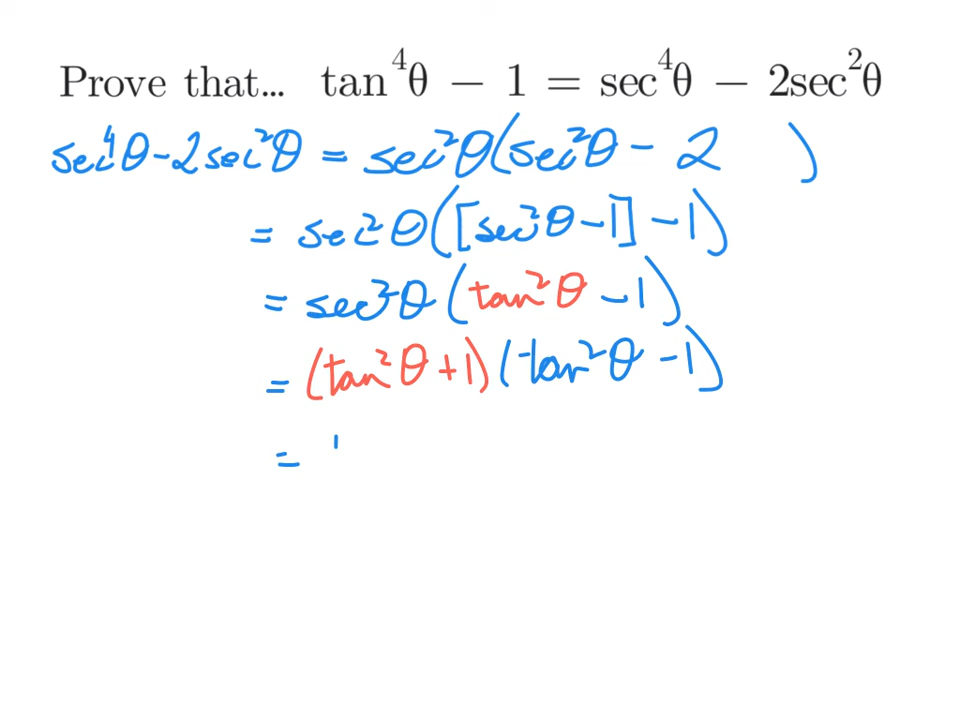 Prove that... tan⁴θ − 1 = sec⁴θ − 2sec²θ
sec⁴θ − 2sec²θ = sec²θ(sec²θ − 2 )
= sec²θ([sec²θ − 1] − 1)
= sec²θ(tan²θ − 1)
= (tan²θ + 1)(tan²θ − 1)
=